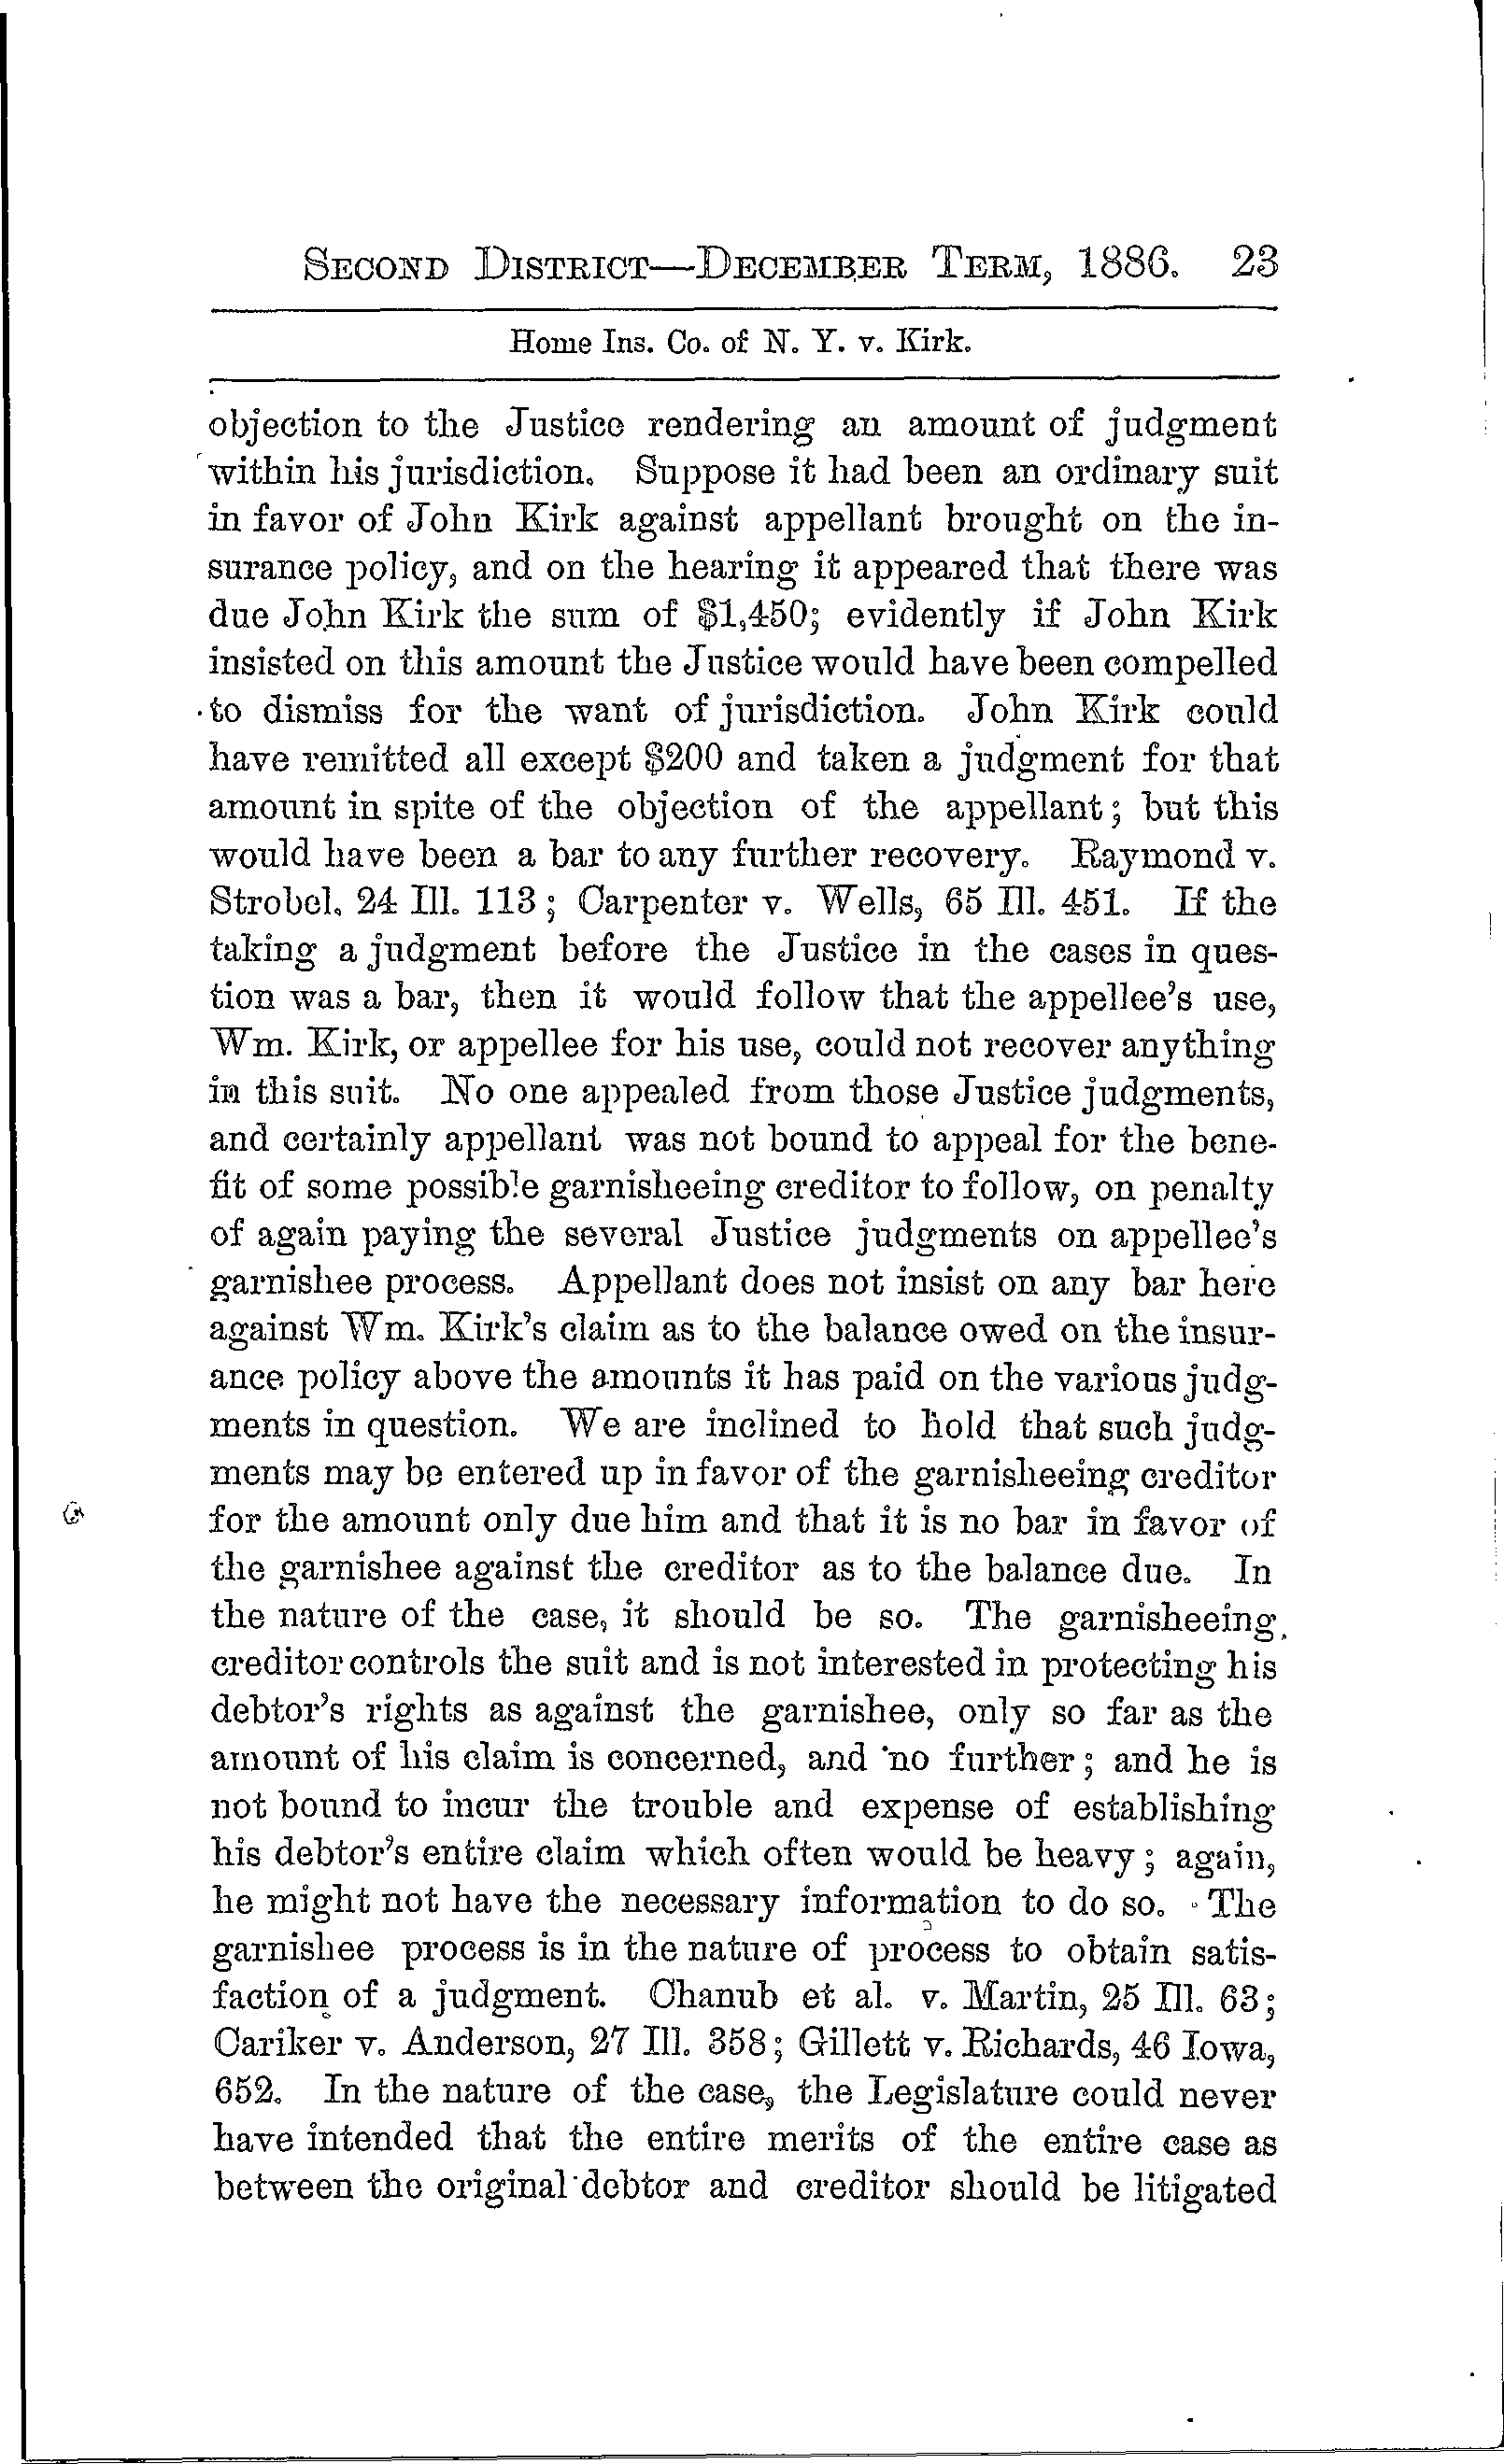 SECOND DISTRICT—DECEMBER TERM, 1886. 23
Home Ins. Co. of N. Y. v. Kirk.
objection to the Justice rendering an amount of judgment
within his jurisdiction. Suppose it had been an ordinary suit
in favor of John Kirk against appellant brought on the in-
surance policy, and on the hearing it appeared that there was
due John Kirk the sum of $1,450; evidently if John Kirk
insisted on this amount the Justice would have been compelled
to dismiss for the want of jurisdiction. John Kirk could
have remitted all except $200 and taken a judgment for that
amount in spite of the objection of the appellant; but this
would have been a bar to any further recovery. Raymond v.
Strobel, 24 Ill. 113; Carpenter v. Wells, 65 Ill. 451. If the
taking a judgment before the Justice in the cases in ques-
tion was a bar, then it would follow that the appellee's use,
Wm. Kirk, or appellee for his use, could not recover anything
in this suit. No one appealed from those Justice judgments,
and certainly appellant was not bound to appeal for the bene-
fit of some possible garnisheeing creditor to follow, on penalty
of again paying the several Justice judgments on appellee's
garnishee process. Appellant does not insist on any bar here
against Wm. Kirk's claim as to the balance owed on the insur-
ance policy above the amounts it has paid on the various judg-
ments in question. We are inclined to hold that such judg-
ments may be entered up in favor of the garnisheeing creditor
for the amount only due him and that it is no bar in favor of
the garnishee against the creditor as to the balance due. In
the nature of the case, it should be so. The garnisheeing
creditor controls the suit and is not interested in protecting his
debtor's rights as against the garnishee, only so far as the
amount of his claim is concerned, and no further; and he is
not bound to incur the trouble and expense of establishing
his debtor's entire claim which often would be heavy; again,
he might not have the necessary information to do so. The
garnishee process is in the nature of process to obtain satis-
faction of a judgment. Chanub et al. v. Martin, 25 Ill. 63;
Cariker v. Anderson, 27 Ill. 358; Gillett v. Richards, 46 Iowa,
652. In the nature of the case, the Legislature could never
have intended that the entire merits of the entire case as
between the original debtor and creditor should be litigated